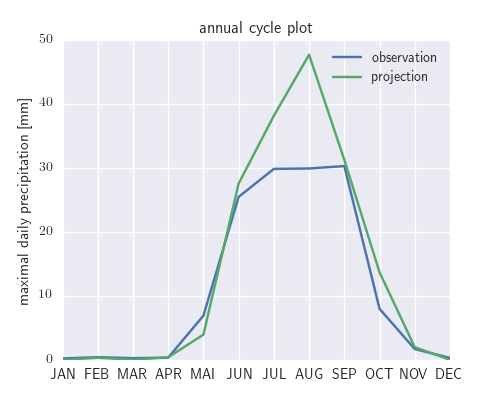 annual cycle plot
observation
projection
maximal daily precipitation [mm]
50
40
30
20
10
0
JAN FEB MAR APR MAI JUN JUL AUG SEP OCT NOV DEC